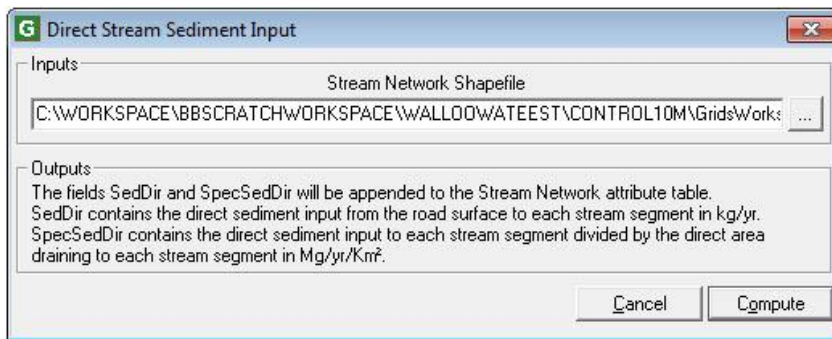 G Direct Stream Sediment Input
Inputs
Stream Network Shapefile
C:\WORKSPACE\BBSCRATCHWORKSPACE\WALLOOWATEEST\CONTROL10M\GridsWorks
...
Outputs
The fields SedDir and SpecSedDir will be appended to the Stream Network attribute table.
SedDir contains the direct sediment input from the road surface to each stream segment in kg/yr.
SpecSedDir contains the direct sediment input to each stream segment divided by the direct area
draining to each stream segment in Mg/yr/Km².
Cancel Compute